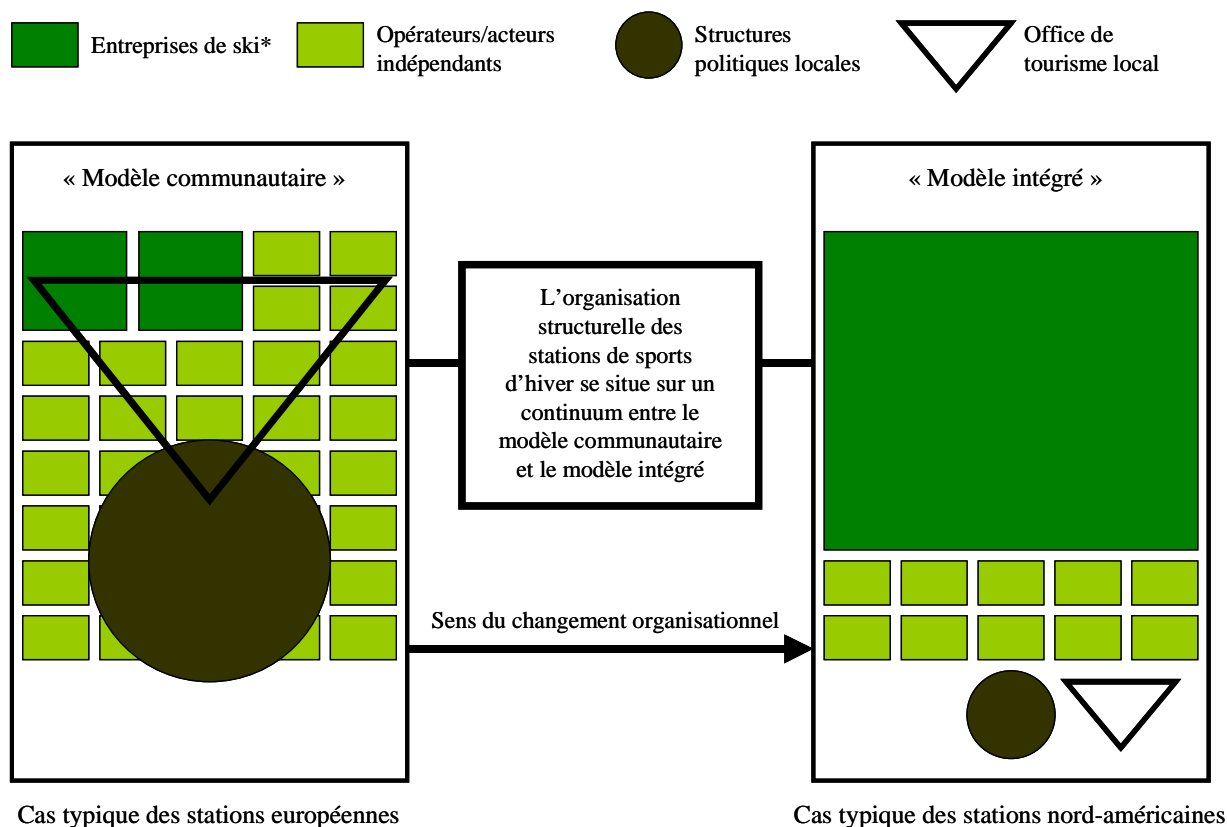 Entreprises de ski*
Opérateurs/acteurs
indépendants
Structures
politiques locales
Office de
tourisme local
« Modèle communautaire »
« Modèle intégré »
L’organisation
structurelle des
stations de sports
d’hiver se situe sur un
continuum entre le
modèle communautaire
et le modèle intégré
Sens du changement organisationnel
Cas typique des stations européennes
Cas typique des stations nord-américaines